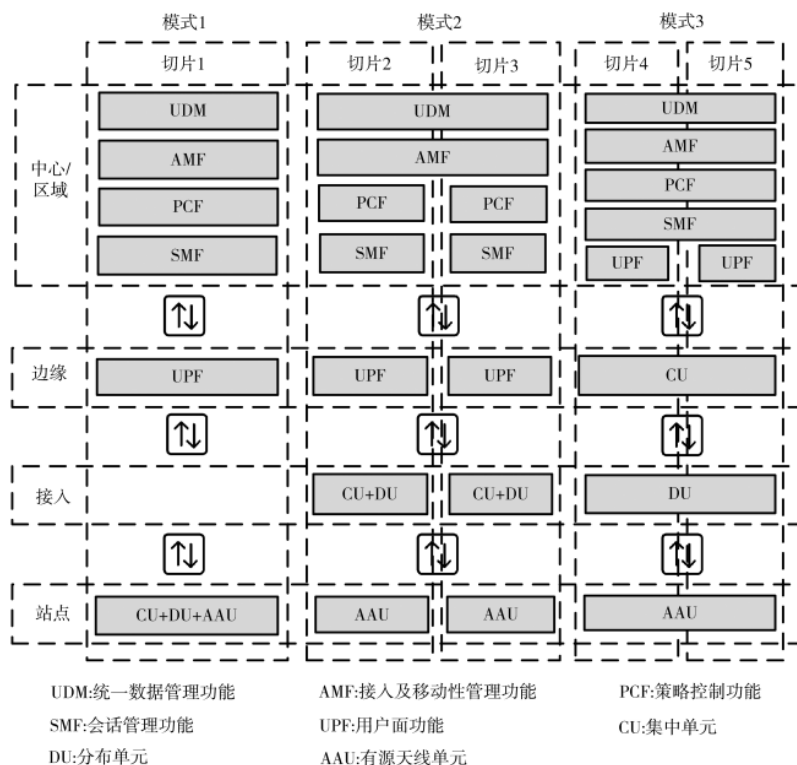 模式1 模式2 模式3
切片1 切片2 切片3 切片4 切片5
UDM UDM UDM
AMF AMF AMF
中心/
区域
PCF PCF PCF PCF
SMF SMF SMF SMF
UPF UPF
边缘 UPF UPF UPF CU
接入 CU+DU CU+DU DU
站点 CU+DU+AAU AAU AAU AAU
UDM:统一数据管理功能 AMF:接入及移动性管理功能 PCF:策略控制功能
SMF:会话管理功能 UPF:用户面功能 CU:集中单元
DU:分布单元 AAU:有源天线单元